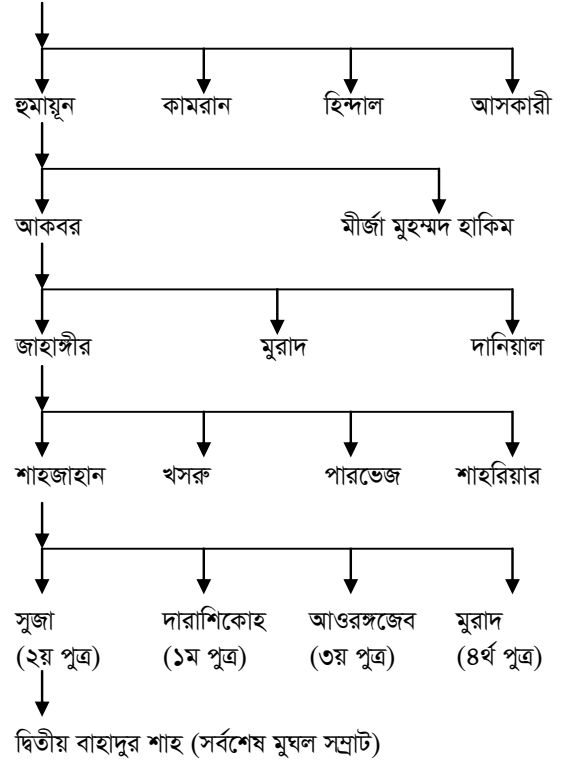 হুমায়ূন কামরান হিন্দাল আসকারী
আকবর মীর্জা মুহম্মদ হাকিম
জাহাঙ্গীর মুরাদ দানিয়াল
শাহজাহান খসরু পারভেজ শাহরিয়ার
সুজা দারাশিকোহ আওরঙ্গজেব মুরাদ
(২য় পুত্র) (১ম পুত্র) (৩য় পুত্র) (৪র্থ পুত্র)
দ্বিতীয় বাহাদুর শাহ (সর্বশেষ মুঘল সম্রাট)